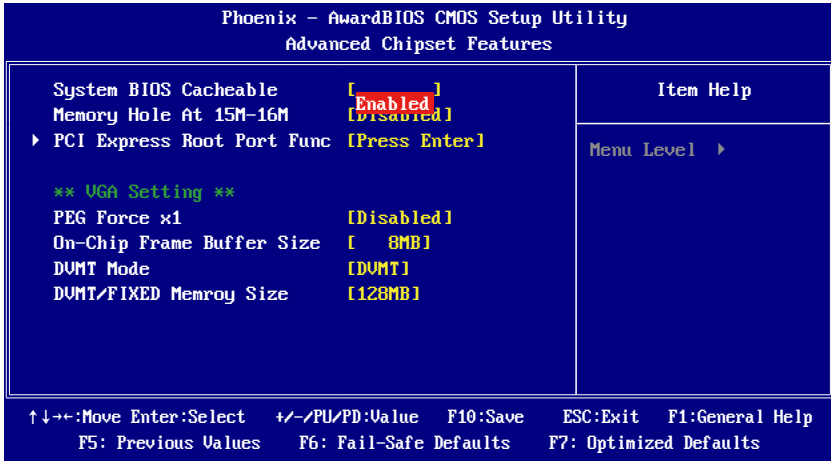 Phoenix - AwardBIOS CMOS Setup Utility
Advanced Chipset Features
System BIOS Cacheable [Enabled]
Memory Hole At 15M-16M [Disabled]
PCI Express Root Port Func [Press Enter]
** VGA Setting **
PEG Force x1 [Disabled]
On-Chip Frame Buffer Size [ 8MB]
DVMT Mode [DVMT]
DVMT/FIXED Memroy Size [128MB]
Item Help
Menu Level
↑↓→←:Move Enter:Select +/-/PU/PD:Value F10:Save ESC:Exit F1:General Help
F5: Previous Values F6: Fail-Safe Defaults F7: Optimized Defaults